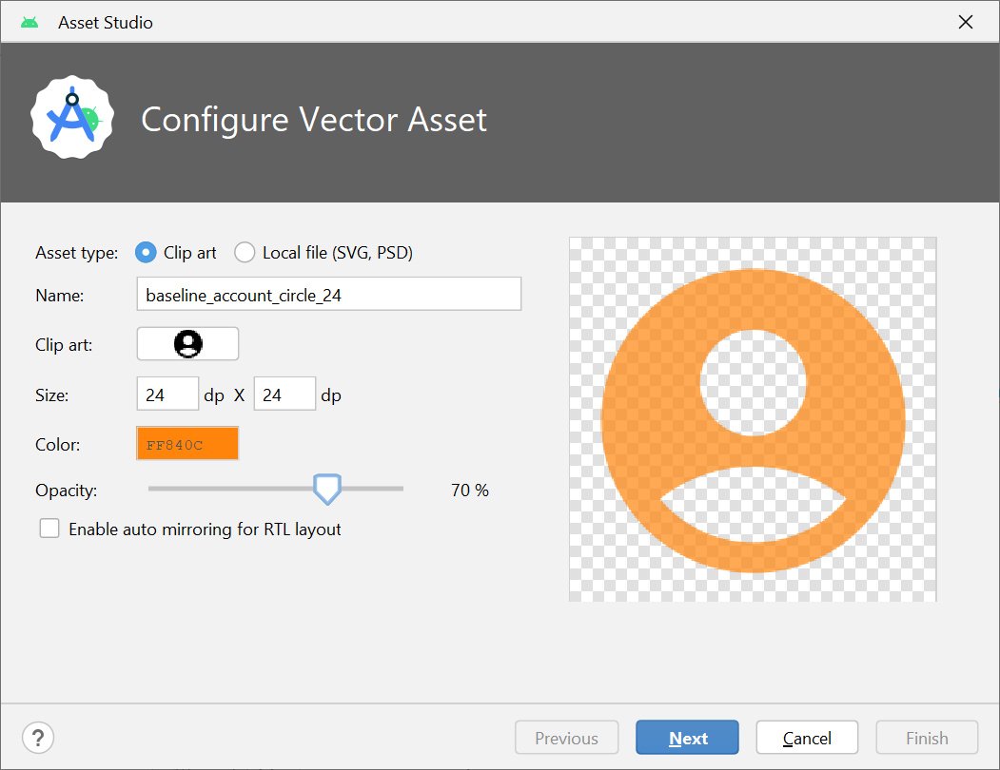 Asset Studio
Configure Vector Asset
Asset type: Clip art Local file (SVG, PSD)
Name: baseline_account_circle_24
Clip art:
Size: 24 dp X 24 dp
Color: FF840C
Opacity: 70 %
Enable auto mirroring for RTL layout
? Previous Next Cancel Finish